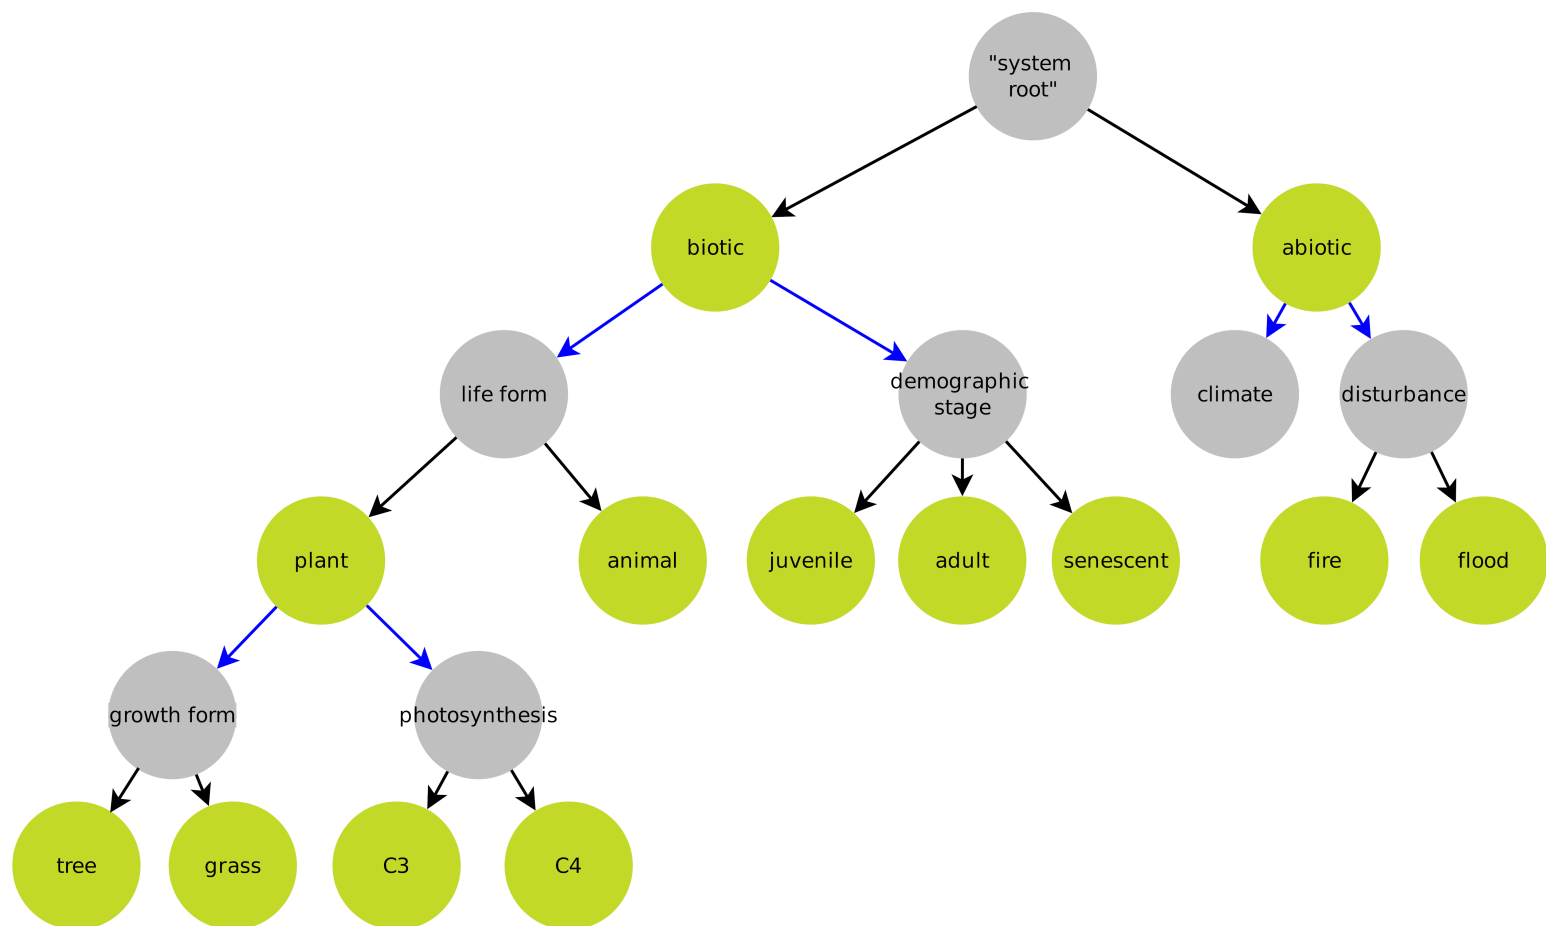 "system
root"
biotic
abiotic
life form
demographic
stage
climate
disturbance
plant
animal
juvenile
adult
senescent
fire
flood
growth form
photosynthesis
tree
grass
C3
C4